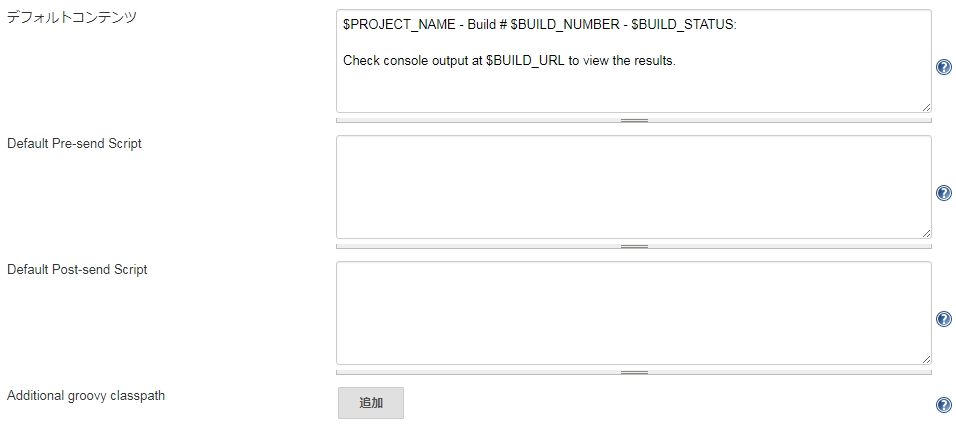 デフォルトコンテンツ
$PROJECT_NAME - Build # $BUILD_NUMBER - $BUILD_STATUS:
Check console output at $BUILD_URL to view the results.
Default Pre-send Script
Default Post-send Script
Additional groovy classpath
追加